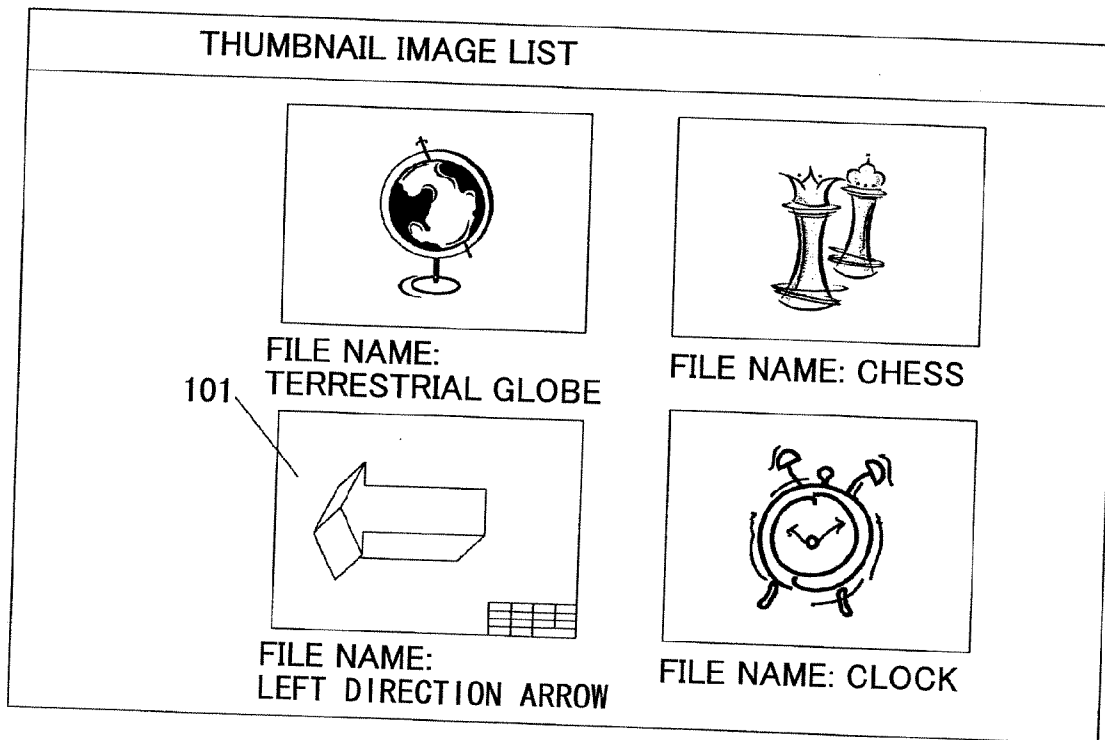 THUMBNAIL IMAGE LIST
FILE NAME:
TERRESTRIAL GLOBE
FILE NAME: CHESS
101
FILE NAME:
LEFT DIRECTION ARROW
FILE NAME: CLOCK